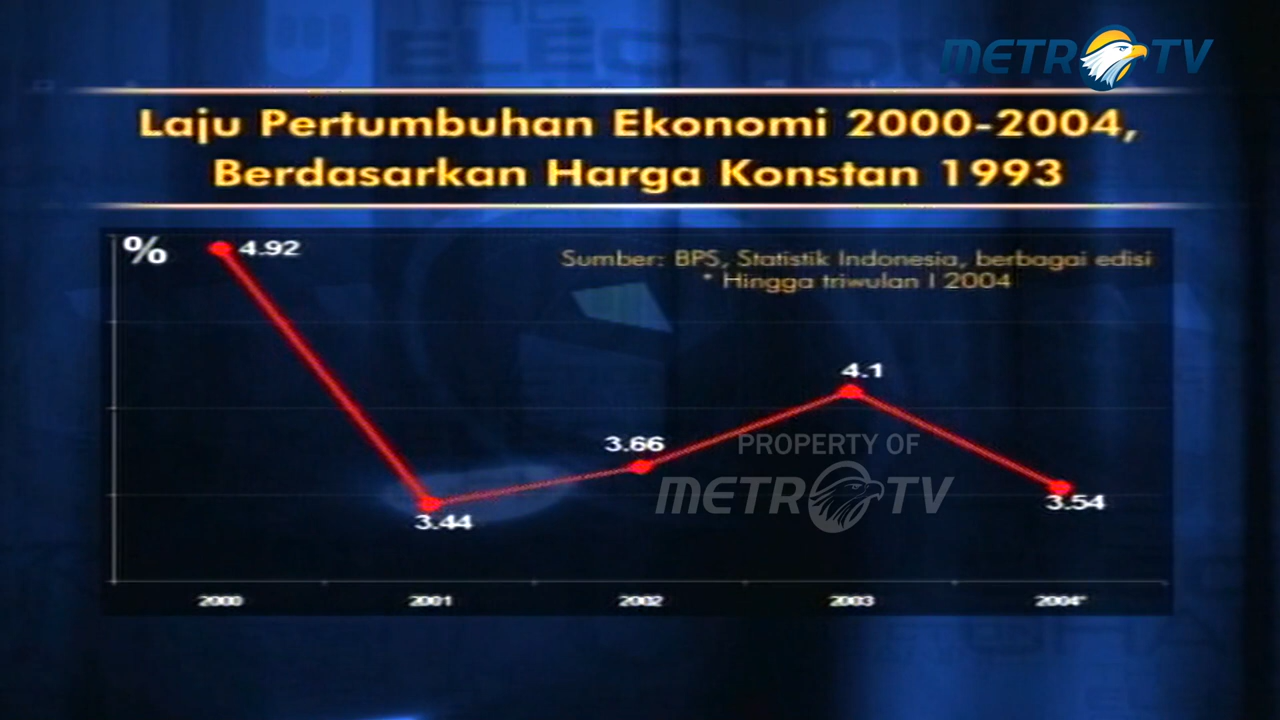 ELECTION
METRO TV
Laju Pertumbuhan Ekonomi 2000-2004,
Berdasarkan Harga Konstan 1993
%
4.92
Sumber: BPS, Statistik Indonesia, berbagai edisi
* Hingga triwulan I 2004
4.1
3.66
PROPERTY OF
METRO TV
3.44
3.54
2000 2001 2002 2003 2004*